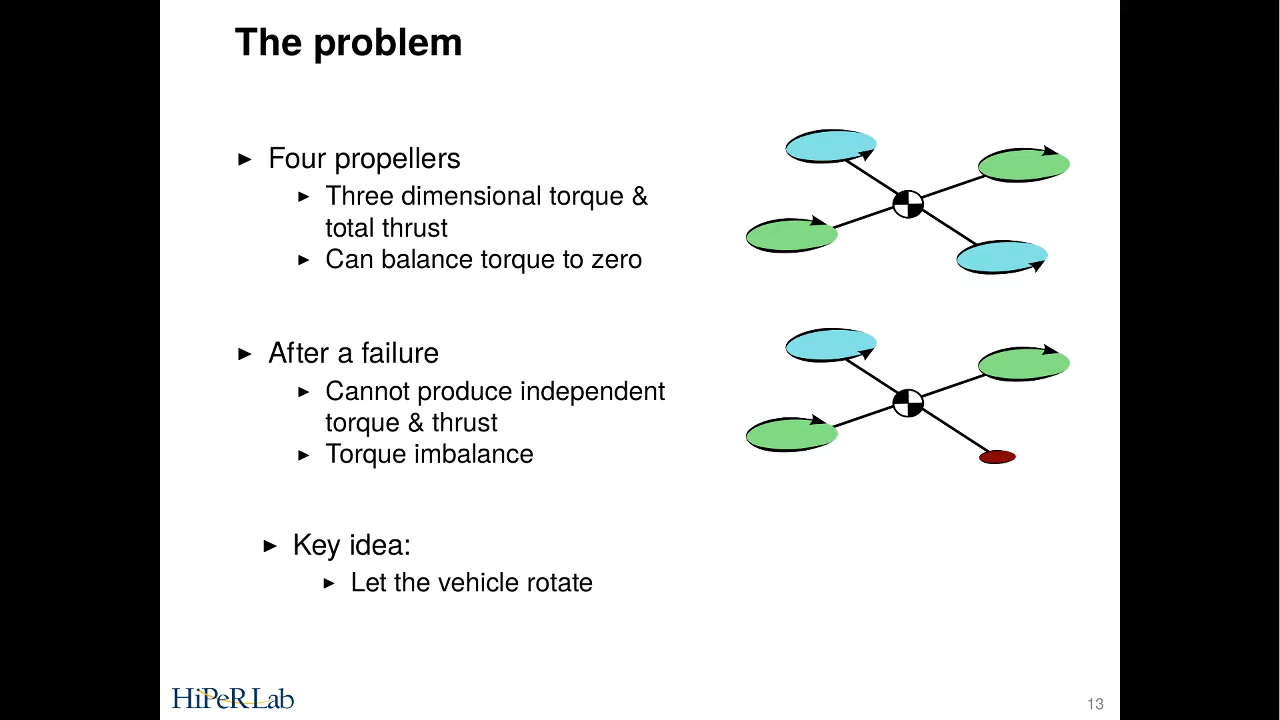 The problem
Four propellers
Three dimensional torque &
total thrust
Can balance torque to zero
After a failure
Cannot produce independent
torque & thrust
Torque imbalance
Key idea:
Let the vehicle rotate
HiPeRLab
13